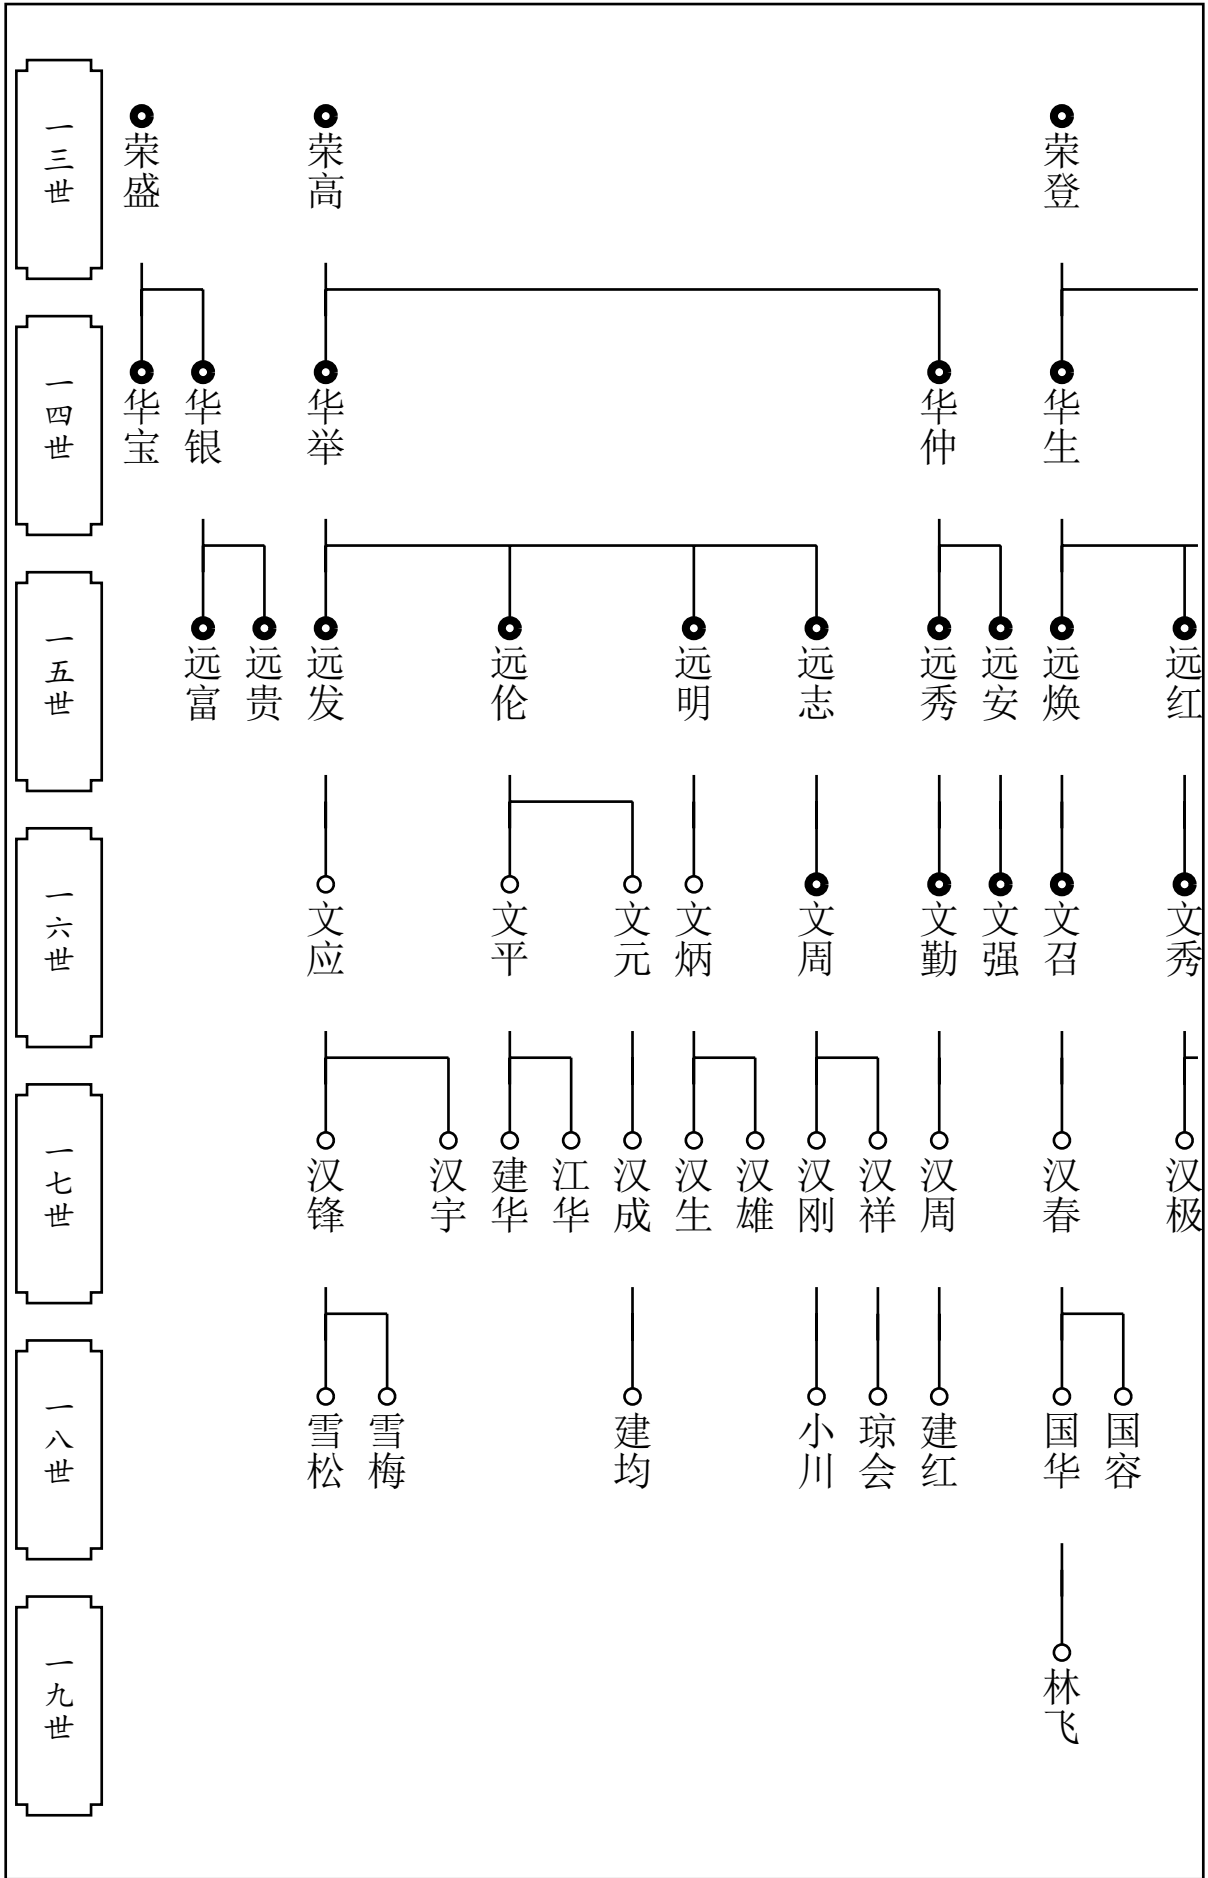 一三世
荣盛
荣高
荣登
一四世
华宝
华银
华举
华仲
华生
一五世
远富
远贵
远发
远伦
远明
远志
远秀
远安
远焕
远红
一六世
文应
文平
文元
文炳
文周
文勤
文强
文召
文秀
一七世
汉锋
汉宇
建华
江华
汉成
汉生
汉雄
汉刚
汉祥
汉周
汉春
汉极
一八世
雪松
雪梅
建均
小川
琼会
建红
国华
国容
一九世
林飞